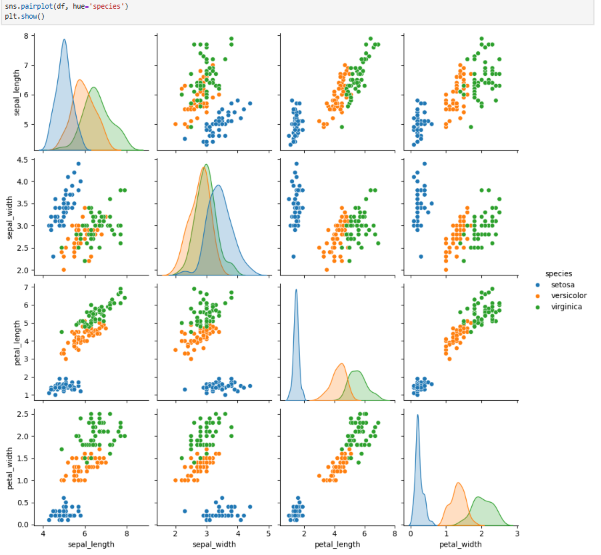 sns.pairplot(df, hue='species')
plt.show()
8
7
6
5
sepal_length
4.5
4.0
3.5
3.0
2.5
2.0
sepal_width
species
setosa
versicolor
virginica
7
6
5
4
3
2
1
petal_length
2.5
2.0
1.5
1.0
0.5
0.0
petal_width
4 6 8
2 3 4 5
2 4 6 8
0 1 2 3
sepal_length
sepal_width
petal_length
petal_width